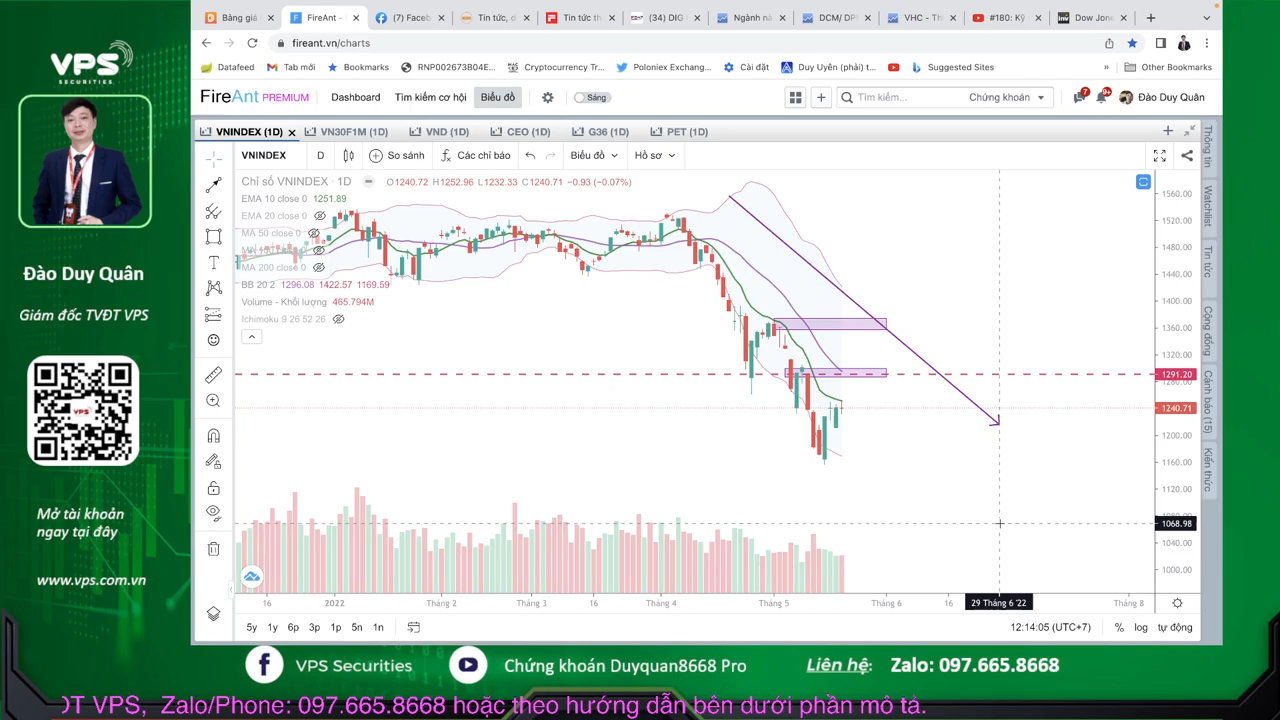 VPS
SECURITIES
Đào Duy Quân
Giám đốc TVĐT VPS
VPS
Mở tài khoản
ngay tại đây
www.vps.com.vn
Bảng giá
FireAnt -
(7) Faceb
Tin tức, d
Tin tức th
(34) DIG
Ngành n
DCM/ DP
VHC - Th
#180: Kỹ
Dow Jone
fireant.vn/charts
Datafeed
Tab mới
Bookmarks
RNP002673B04E...
Cryptocurrency Tr...
Poloniex Exchang...
Cài đặt
Duy Uyên (phải) t...
Suggested Sites
»
Other Bookmarks
FireAnt PREMIUM
Dashboard
Tìm kiếm cơ hội
Biểu đồ
Sáng
Tìm kiếm...
Chứng khoán
7
9+
Đào Duy Quân
VNINDEX (1D)
VN30F1M (1D)
VND (1D)
CEO (1D)
G36 (1D)
PET (1D)
VNINDEX
D
So sánh
Các chỉ báo
Biểu đồ
Hồ sơ
Chỉ số VNINDEX · 1D
O1240.72 H1252.96 L1232.33 C1240.71 −0.93 (−0.07%)
EMA 10 close 0 1251.89
EMA 20 close 0
MA 50 close 0
MA 200 close 0
BB 20 2 1296.08 1422.57 1169.59
Volume - Khối lượng 465.794M
Ichimoku 9 26 52 26
1560.00
1520.00
1480.00
1440.00
1400.00
1360.00
1320.00
1291.20
1280.00
1240.71
1200.00
1160.00
1120.00
1068.98
1040.00
1000.00
Thông tin
Watchlist
Tin tức
Cộng đồng
Cảnh báo (15)
Kiến thức
16
2022
Tháng 2
Tháng 3
16
Tháng 4
Tháng 5
Tháng 6
16
29 Tháng 6 '22
Tháng 8
5y
1y
6p
3p
1p
5n
1n
12:14:05 (UTC+7)
%
log
tự động
VPS Securities
Chứng khoán Duyquan8668 Pro
Liên hệ: Zalo: 097.665.8668
ĐT VPS, Zalo/Phone: 097.665.8668 hoặc theo hướng dẫn bên dưới phần mô tả.